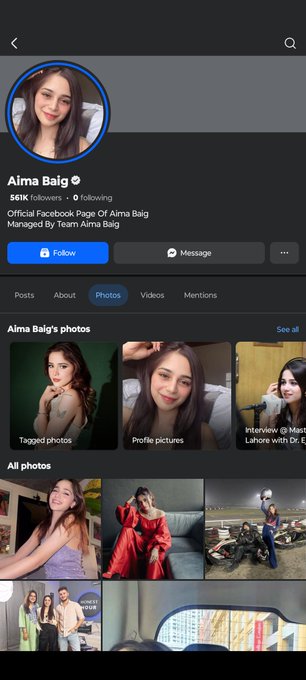 Aima Baig
561K followers • 0 following
Official Facebook Page Of Aima Baig
Managed By Team Aima Baig
Follow
Message
Posts
About
Photos
Videos
Mentions
Aima Baig's photos
See all
Tagged photos
Profile pictures
Interview @ Mast
Lahore with Dr. E
All photos
HONEST
HOUR